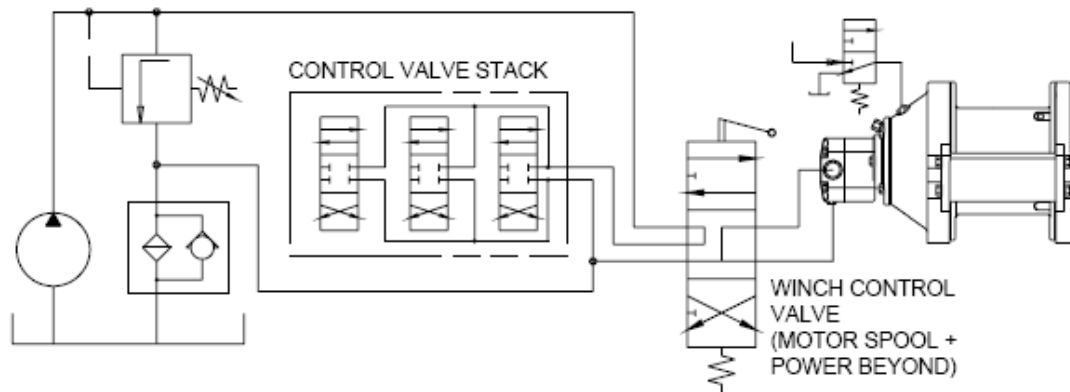 CONTROL VALVE STACK
WINCH CONTROL
VALVE
(MOTOR SPOOL +
POWER BEYOND)